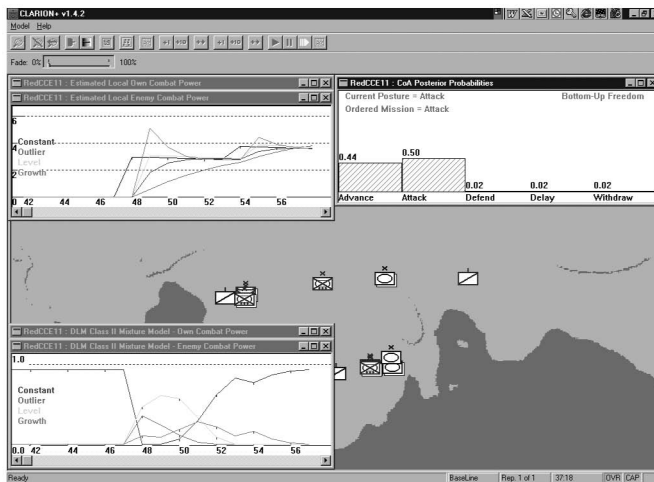 CLARION+ v1.4.2
Model Help
Fade: 0% 100%
RedCCE11 : Estimated Local Own Combat Power
RedCCE11 : Estimated Local Enemy Combat Power
6
Constant
4
Outlier
Level
2
Growth
0 42 44 46 48 50 52 54 56
RedCCE11 : CoA Posterior Probabilities
Current Posture = Attack Bottom-Up Freedom
Ordered Mission = Attack
0.44 0.50 0.02 0.02 0.02
Advance Attack Defend Delay Withdraw
RedCCE11 : DLM Class II Mixture Model - Own Combat Power
RedCCE11 : DLM Class II Mixture Model - Enemy Combat Power
1.0
Constant
Outlier
Level
Growth
0.0 42 44 46 48 50 52 54 56
Ready BaseLine Rep. 1 of 1 37:18 OVR CAP